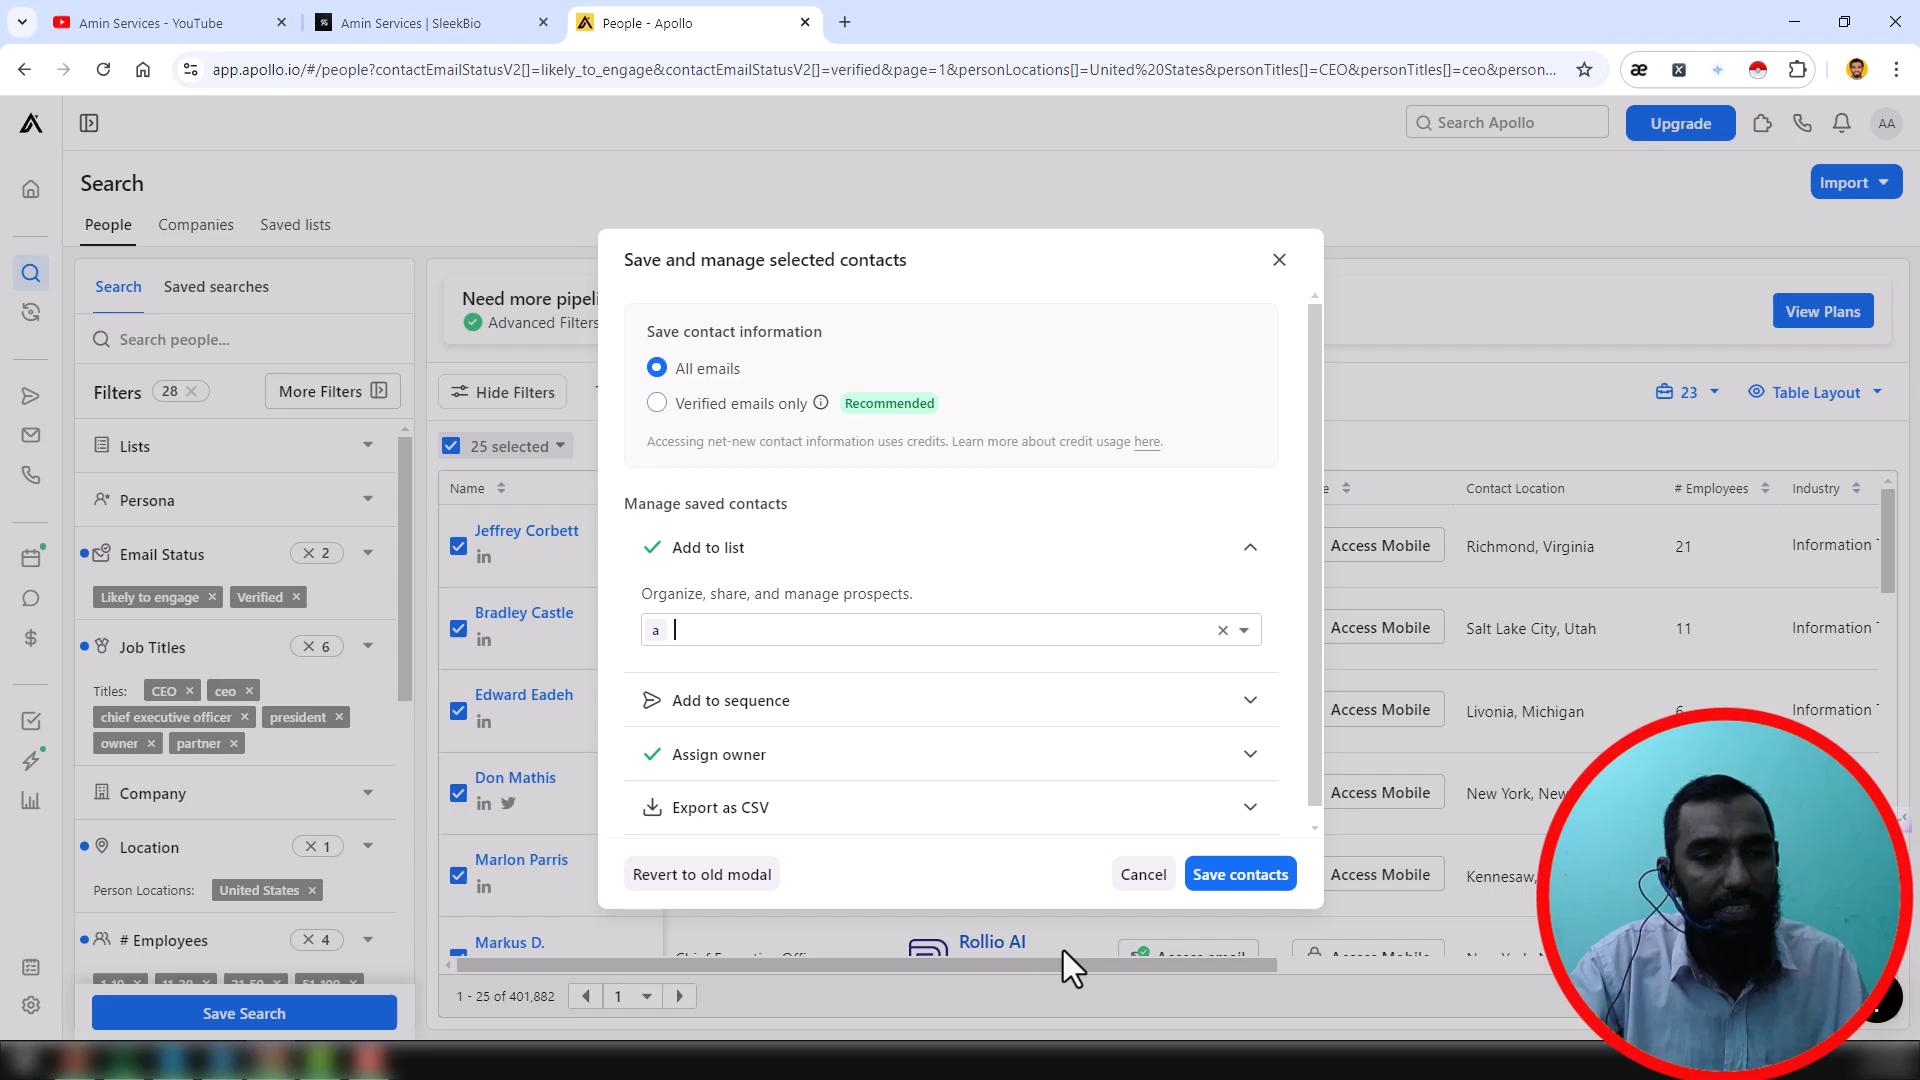 Amin Services - YouTube
Amin Services | SleekBio
People - Apollo
app.apollo.io/#/people?contactEmailStatusV2[]=likely_to_engage&contactEmailStatusV2[]=verified&page=1&personLocations[]=United%20States&personTitles[]=CEO&personTitles[]=ceo&person...
Search Apollo
Upgrade
AA
Search
Import
People Companies Saved lists
Search Saved searches
Search people...
Filters 28
More Filters
Lists
Persona
Email Status 2
Likely to engage Verified
Job Titles 6
Titles: CEO ceo
chief executive officer president
owner partner
Company
Location 1
Person Locations: United States
# Employees 4
Save Search
Need more pipeli
Advanced Filters
View Plans
Hide Filters
23
Table Layout
25 selected
Name
Contact Location
# Employees
Industry
Jeffrey Corbett
Access Mobile
Richmond, Virginia
21
Information
Bradley Castle
Access Mobile
Salt Lake City, Utah
11
Information
Edward Eadeh
Access Mobile
Livonia, Michigan
Information
Don Mathis
Access Mobile
New York, New
Marlon Parris
Access Mobile
Kennesaw,
Markus D.
Rollio AI
1 - 25 of 401,882
1
Save and manage selected contacts
Save contact information
All emails
Verified emails only Recommended
Accessing net-new contact information uses credits. Learn more about credit usage here.
Manage saved contacts
Add to list
Organize, share, and manage prospects.
a
Add to sequence
Assign owner
Export as CSV
Revert to old modal
Cancel
Save contacts